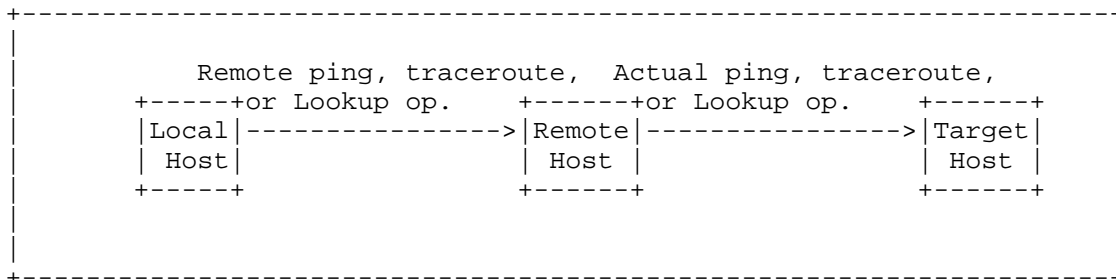 Remote ping, traceroute, Actual ping, traceroute,
or Lookup op. or Lookup op.
Local Remote Target
Host Host Host